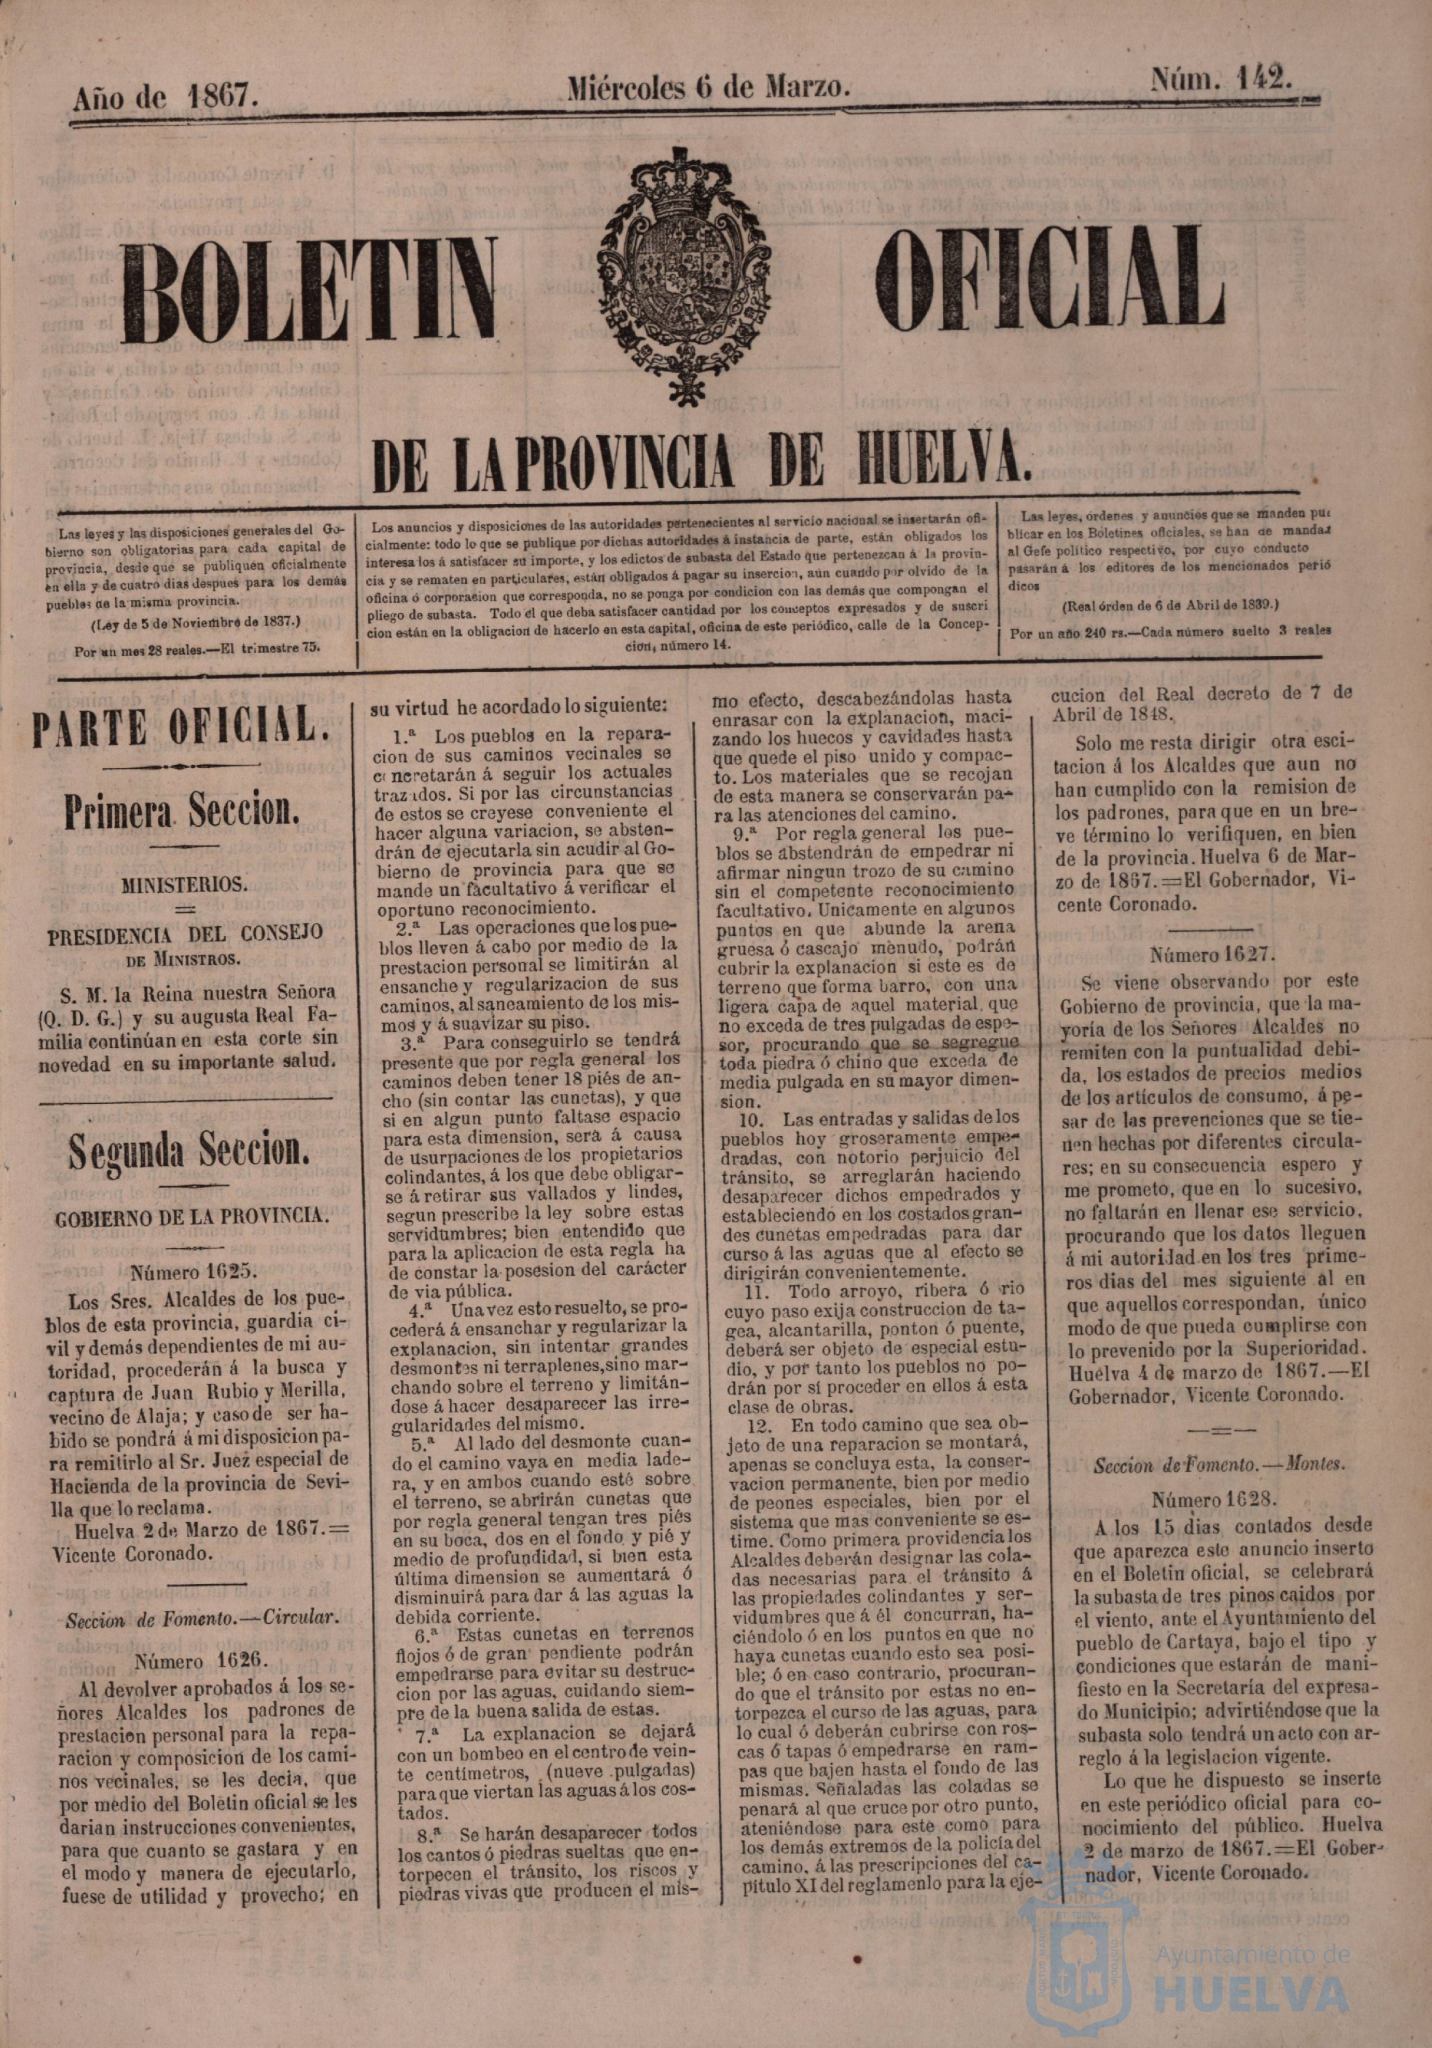 Año de 1867.
Miércoles 6 de Marzo.
Núm. 142.
BOLETIN OFICIAL
DE LA PROVINCIA DE HUELVA.
Las leyes y las disposiciones generales del Go-
bierno son obligatorias para cada capital de
provincia, desde que se publiquen oficialmente
en ella y de cuatro dias despues para los demás
pueblos de la misma provincia.
(Ley de 5 de Noviembre de 1837.)
Por un mes 28 reales.—El trimestre 75.
Los anuncios y disposiciones de las autoridades pertenecientes al servicio nacional se insertarán ofi-
cialmente: todo lo que se publique por dichas autoridades á instancia de parte, están obligados los
interesa los á satisfacer su importe, y los edictos de subasta del Estado que pertenezcan á la provin-
cia y se rematen en particulares, están obligados á pagar su insercion, aún cuando por olvido de la
oficina ó corporacion que corresponda, no se ponga por condicion con las demás que compongan el
pliego de subasta. Todo el que deba satisfacer cantidad por los conceptos expresados y de suscri
cion están en la obligacion de hacerlo en esta capital, oficina de este periódico, calle de la Concep-
cion, número 14.
Las leyes, órdenes y anuncios que se manden pu
blicar en los Boletines oficiales, se han de mandar
al Gefe político respectivo, por cuyo conducto
pasarán á los editores de los mencionados perió
dicos
(Real órden de 6 de Abril de 1839.)
Por un año 240 rs.—Cada número suelto 3 reales
PARTE OFICIAL.
Primera Seccion.
MINISTERIOS.
PRESIDENCIA DEL CONSEJO
DE MINISTROS.
S. M. la Reina nuestra Señora
(Q. D. G.) y su augusta Real Fa-
milia continúan en esta corte sin
novedad en su importante salud.
Segunda Seccion.
GOBIERNO DE LA PROVINCIA.
Número 1625.
Los Sres. Alcaldes de los pue-
blos de esta provincia, guardia ci-
vil y demás dependientes de mi au-
toridad, procederán á la busca y
captura de Juan Rubio y Merilla,
vecino de Alaja; y caso de ser ha-
bido se pondrá á mi disposicion pa-
ra remitirlo al Sr. Juez especial de
Hacienda de la provincia de Sevi-
lla que lo reclama.
Huelva 2 de Marzo de 1867.=
Vicente Coronado.
Seccion de Fomento.—Circular.
Número 1626.
Al devolver aprobados á los se-
ñores Alcaldes los padrones de
prestacion personal para la repa-
racion y composicion de los cami-
nos vecinales, se les decia, que
por medio del Boletin oficial se les
darian instrucciones convenientes,
para que cuanto se gastara y en
el modo y manera de ejecutarlo,
fuese de utilidad y provecho; en
su virtud he acordado lo siguiente:
1.ª Los pueblos en la repara-
cion de sus caminos vecinales se
concretarán á seguir los actuales
trazados. Si por las circunstancias
de estos se creyese conveniente el
hacer alguna variacion, se absten-
drán de ejecutarla sin acudir al Go-
bierno de provincia para que se
mande un facultativo á verificar el
oportuno reconocimiento.
2.ª Las operaciones que los pue-
blos lleven á cabo por medio de la
prestacion personal se limitirán al
ensanche y regularizacion de sus
caminos, al saneamiento de los mis-
mos y á suavizar su piso.
3.ª Para conseguirlo se tendrá
presente que por regla general los
caminos deben tener 18 piés de an-
cho (sin contar las cunetas), y que
si en algun punto faltase espacio
para esta dimension, será á causa
de usurpaciones de los propietarios
colindantes, á los que debe obligar-
se á retirar sus vallados y lindes,
segun prescribe la ley sobre estas
servidumbres; bien entendido que
para la aplicacion de esta regla ha
de constar la posesion del carácter
de via pública.
4.ª Una vez esto resuelto, se pro-
cederá á ensanchar y regularizar la
explanacion, sin intentar grandes
desmontes ni terraplenes, sino mar-
chando sobre el terreno y limitán-
dose á hacer desaparecer las irre-
gularidades del mismo.
5.ª Al lado del desmonte cuan-
do el camino vaya en media lade-
ra, y en ambos cuando esté sobre
el terreno, se abrirán cunetas que
por regla general tengan tres piés
en su boca, dos en el fondo y pié y
medio de profundidad, si bien esta
última dimension se aumentará ó
disminuirá para dar á las aguas la
debida corriente.
6.ª Estas cunetas en terrenos
flojos ó de gran pendiente podrán
empedrarse para evitar su destruc-
cion por las aguas, cuidando siem-
pre de la buena salida de estas.
7.ª La explanacion se dejará
con un bombeo en el centro de vein-
te centímetros, (nueve pulgadas)
para que viertan las aguas á los cos-
tados.
8.ª Se harán desaparecer todos
los cantos ó piedras sueltas que en-
torpecen el tránsito, los riscos y
piedras vivas que producen el mis-
mo efecto, descabezándolas hasta
enrasar con la explanacion, maci-
zando los huecos y cavidades hasta
que quede el piso unido y compac-
to. Los materiales que se recojan
de esta manera se conservarán pa-
ra las atenciones del camino.
9.ª Por regla general los pue-
blos se abstendrán de empedrar ni
afirmar ningun trozo de su camino
sin el competente reconocimiento
facultativo. Unicamente en algunos
puntos en que abunde la arena
gruesa ó cascajo menudo, podrán
cubrir la explanacion si este es de
terreno que forma barro, con una
ligera capa de aquel material, que
no exceda de tres pulgadas de espe-
sor, procurando que se segregue
toda piedra ó chino que exceda de
media pulgada en su mayor dimen-
sion.
10. Las entradas y salidas de los
pueblos hoy groseramente empe-
dradas, con notorio perjuicio del
tránsito, se arreglarán haciendo
desaparecer dichos empedrados y
estableciendo en los costados gran-
des cunetas empedradas para dar
curso á las aguas que al efecto se
dirigirán convenientemente.
11. Todo arroyo, ribera ó rio
cuyo paso exija construccion de ta-
gea, alcantarilla, ponton ó puente,
deberá ser objeto de especial estu-
dio, y por tanto los pueblos no po-
drán por sí proceder en ellos á esta
clase de obras.
12. En todo camino que sea ob-
jeto de una reparacion se montará,
apenas se concluya esta, la conser-
vacion permanente, bien por medio
de peones especiales, bien por el
sistema que mas conveniente se es-
time. Como primera providencia los
Alcaldes deberán designar las cola-
das necesarias para el tránsito á
las propiedades colindantes y ser-
vidumbres que á él concurran, ha-
ciéndolo ó en los puntos en que no
haya cunetas cuando esto sea posi-
ble; ó en caso contrario, procuran-
do que el tránsito por estas no en-
torpezca el curso de las aguas, para
lo cual ó deberán cubrirse con ros-
cas ó tapas ó empedrarse en ram-
pas que bajen hasta el fondo de las
mismas. Señaladas las coladas se
penará al que cruce por otro punto,
ateniéndose para este como para
los demás extremos de la policía del
camino, á las prescripciones del ca-
pítulo XI del reglamenlo para la eje-
cucion del Real decreto de 7 de
Abril de 1848.
Solo me resta dirigir otra esci-
tacion á los Alcaldes que aun no
han cumplido con la remision de
los padrones, para que en un bre-
ve término lo verifiquen, en bien
de la provincia. Huelva 6 de Mar-
zo de 1867.=El Gobernador, Vi-
cente Coronado.
Número 1627.
Se viene observando por este
Gobierno de provincia, que la ma-
yoría de los Señores Alcaldes no
remiten con la puntualidad debi-
da, los estados de precios medios
de los artículos de consumo, á pe-
sar de las prevenciones que se tie-
nen hechas por diferentes circula-
res; en su consecuencia espero y
me prometo, que en lo sucesivo,
no faltarán en llenar ese servicio,
procurando que los datos lleguen
á mi autoridad en los tres prime-
ros dias del mes siguiente al en
que aquellos correspondan, único
modo de que pueda cumplirse con
lo prevenido por la Superioridad.
Huelva 4 de marzo de 1867.—El
Gobernador, Vicente Coronado.
Seccion de Fomento.—Montes.
Número 1628.
A los 15 dias contados desde
que aparezca este anuncio inserto
en el Boletin oficial, se celebrará
la subasta de tres pinos caidos por
el viento, ante el Ayuntamiento del
pueblo de Cartaya, bajo el tipo y
condiciones que estarán de mani-
fiesto en la Secretaría del expresa-
do Municipio; advirtiéndose que la
subasta solo tendrá un acto con ar-
reglo á la legislacion vigente.
Lo que he dispuesto se inserte
en este periódico oficial para co-
nocimiento del público. Huelva
2 de marzo de 1867.=El Gober-
nador, Vicente Coronado.
Ayuntamiento de
HUELVA